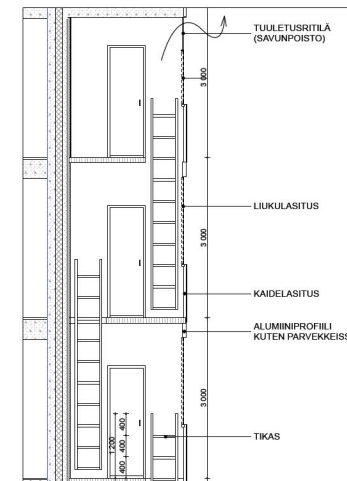 TUULETUSRITILÄ
(SAVUNPOISTO)
3 000
LIUKULASITUS
3 000
KAIDELASITUS
ALUMIINIPROFIILI
KUTEN PARVEKKEISS
3 000
1 200
400
400
400
TIKAS